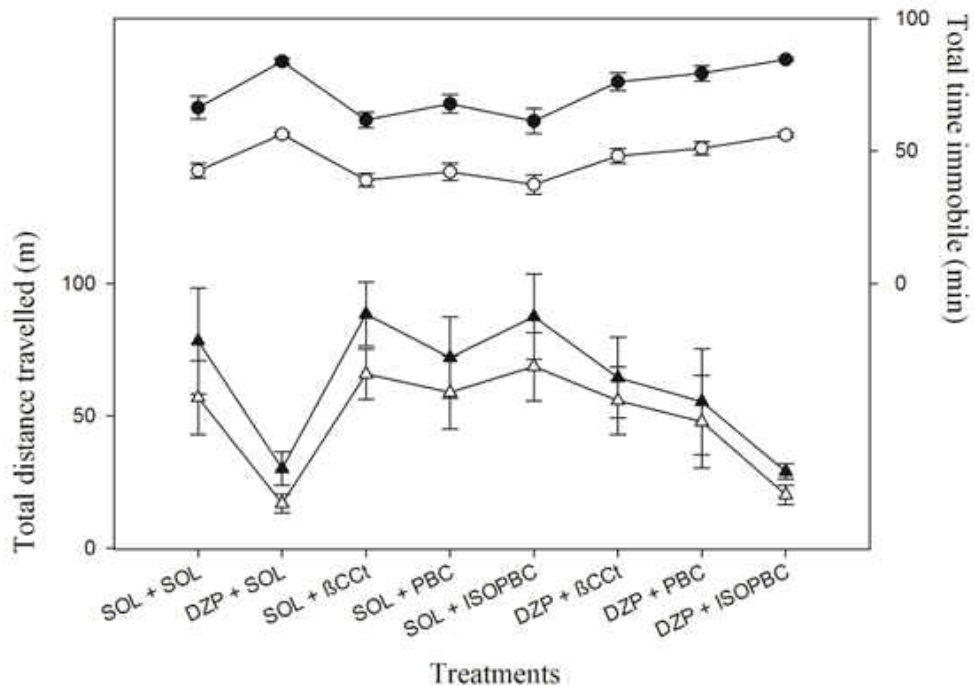 100
50
0
Total time immobile (min)
100
50
0
Total distance travelled (m)
SOL + SOL
DZP + SOL
SOL + ßCCt
SOL + PBC
SOL + ISOPBC
DZP + ßCCt
DZP + PBC
DZP + ISOPBC
Treatments